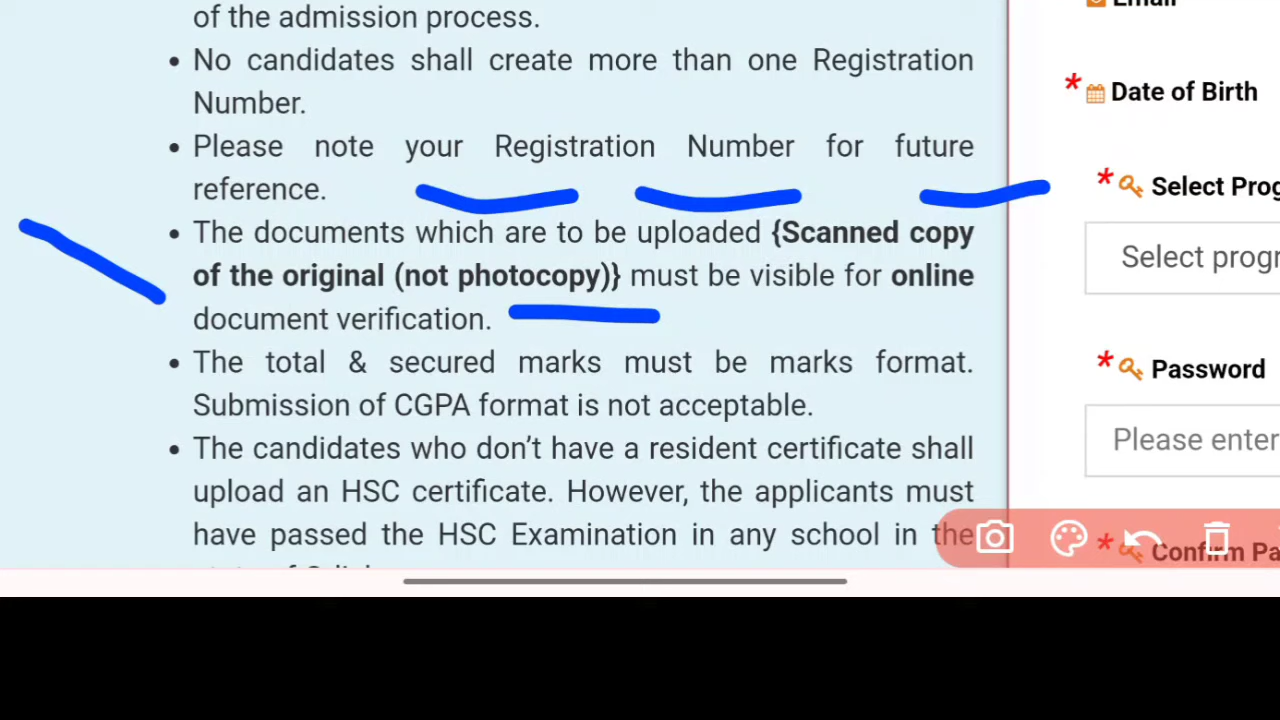 of the admission process.
No candidates shall create more than one Registration
Number.
Please note your Registration Number for future
reference.
The documents which are to be uploaded {Scanned copy
of the original (not photocopy)} must be visible for online
document verification.
The total & secured marks must be marks format.
Submission of CGPA format is not acceptable.
The candidates who don’t have a resident certificate shall
upload an HSC certificate. However, the applicants must
have passed the HSC Examination in any school in the
Email
* Date of Birth
* Select Prog
Select progr
* Password
Please enter
* Confirm Pa